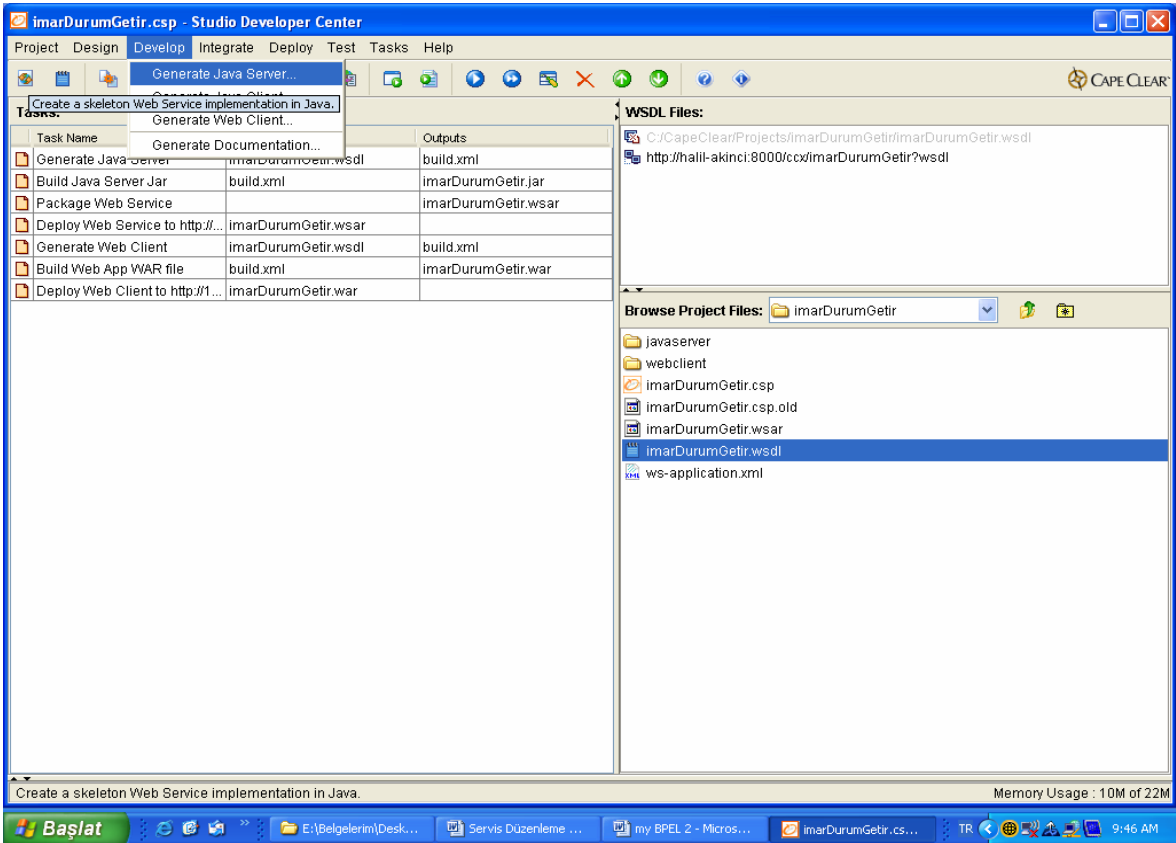 imarDurumGetir.csp - Studio Developer Center
Project Design Develop Integrate Deploy Test Tasks Help
Generate Java Server...
CAPE CLEAR
Create a skeleton Web Service implementation in Java.
Generate Web Client...
Generate Documentation...
Tasks:
Task Name Outputs
Generate Java Server imarDurumGetir.wsdl build.xml
Build Java Server Jar build.xml imarDurumGetir.jar
Package Web Service imarDurumGetir.wsar
Deploy Web Service to http://... imarDurumGetir.wsar
Generate Web Client imarDurumGetir.wsdl build.xml
Build Web App WAR file build.xml imarDurumGetir.war
Deploy Web Client to http://1... imarDurumGetir.war
WSDL Files:
C:/CapeClear/Projects/imarDurumGetir/imarDurumGetir.wsdl
http://halil-akinci:8000/ccx/imarDurumGetir?wsdl
Browse Project Files: imarDurumGetir
javaserver
webclient
imarDurumGetir.csp
imarDurumGetir.csp.old
imarDurumGetir.wsar
imarDurumGetir.wsdl
ws-application.xml
Create a skeleton Web Service implementation in Java. Memory Usage : 10M of 22M
Başlat E:\Belgelerim\Desk... Servis Düzenleme ... my BPEL 2 - Micros... imarDurumGetir.cs... TR 9:46 AM